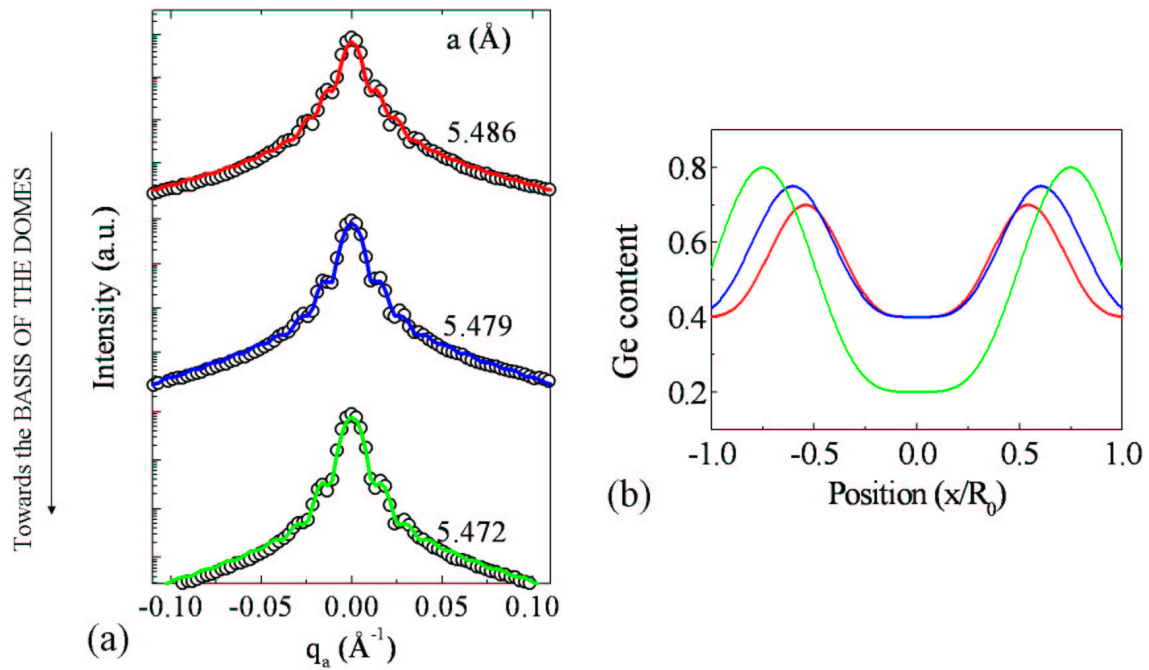 Towards the BASIS OF THE DOMES
Intensity (a.u.)
a (Å)
5.486
5.479
5.472
-0.10 -0.05 0.00 0.05 0.10
(a)
qₐ (Å⁻¹)
Ge content
0.8
0.6
0.4
0.2
-1.0 -0.5 0.0 0.5 1.0
(b)
Position (x/R₀)